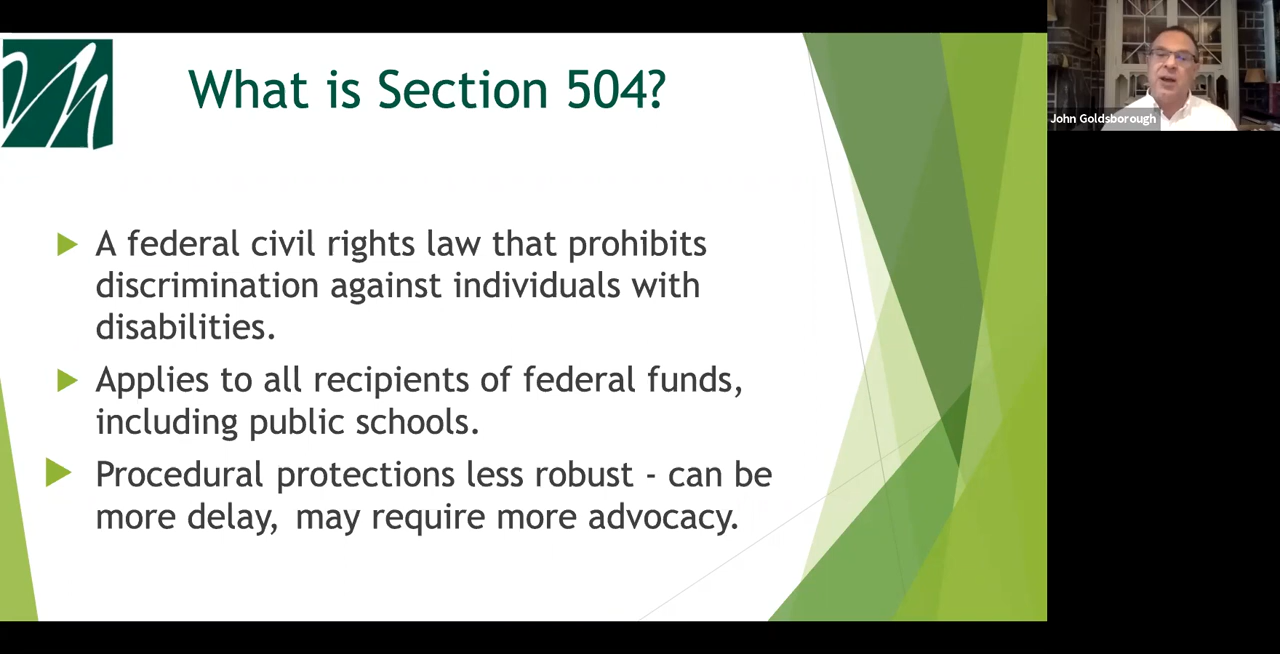 What is Section 504?
John Goldsborough
A federal civil rights law that prohibits
discrimination against individuals with
disabilities.
Applies to all recipients of federal funds,
including public schools.
Procedural protections less robust - can be
more delay, may require more advocacy.